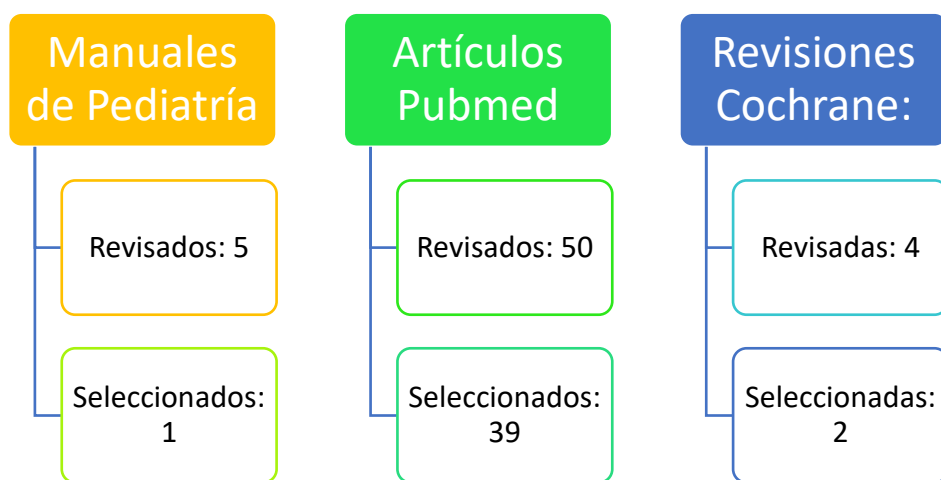 Manuales
de Pediatría
Revisados: 5
Seleccionados:
1
Artículos
Pubmed
Revisados: 50
Seleccionados:
39
Revisiones
Cochrane:
Revisadas: 4
Seleccionadas:
2